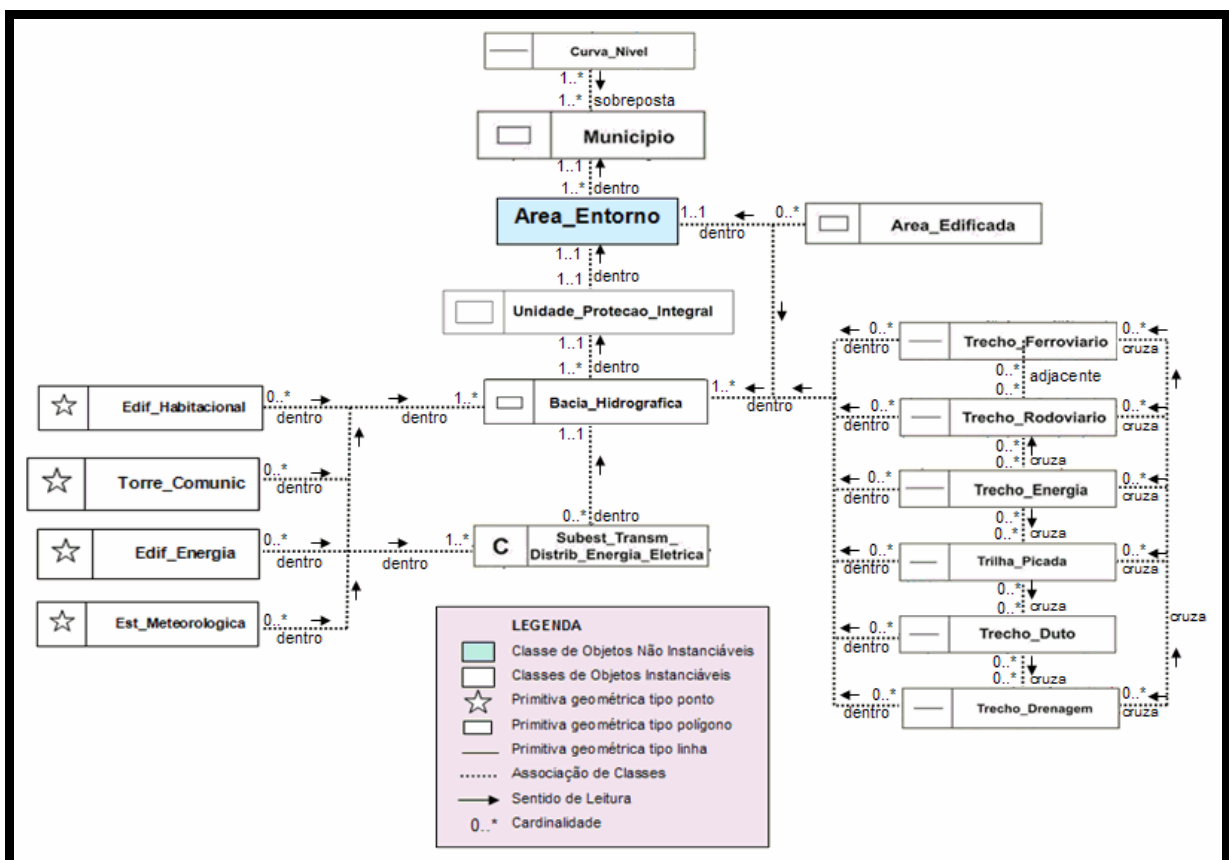 Curva_Nivel
1..*
1..* sobreposta
Municipio
1..1
1..* dentro
Area_Entorno
1..1
0..*
dentro
Area_Edificada
1..1
1..1 dentro
Unidade_Protecao_Integral
1..1
1..* dentro
Bacia_Hidrografica
1..*
1..*
dentro
1..1
0..* dentro
C
Subest_Transm_
Distrib_Energia_Eletrica
1..*
dentro
dentro
Edif_Habitacional
0..*
dentro
Torre_Comunic
0..*
dentro
Edif_Energia
0..*
dentro
Est_Meteorologica
0..*
dentro
0..*
dentro
Trecho_Ferroviario
0..*
cruza
0..*
adjacente
0..*
0..*
dentro
Trecho_Rodoviario
0..*
cruza
0..*
0..* cruza
0..*
dentro
Trecho_Energia
0..*
cruza
0..*
0..* cruza
0..*
dentro
Trilha_Picada
0..*
cruza
0..*
0..* cruza
0..*
dentro
Trecho_Duto
cruza
0..*
0..* cruza
0..*
dentro
Trecho_Drenagem
0..*
cruza
LEGENDA
Classe de Objetos Não Instanciáveis
Classes de Objetos Instanciáveis
Primitiva geométrica tipo ponto
Primitiva geométrica tipo polígono
Primitiva geométrica tipo linha
Associação de Classes
Sentido de Leitura
0..* Cardinalidade